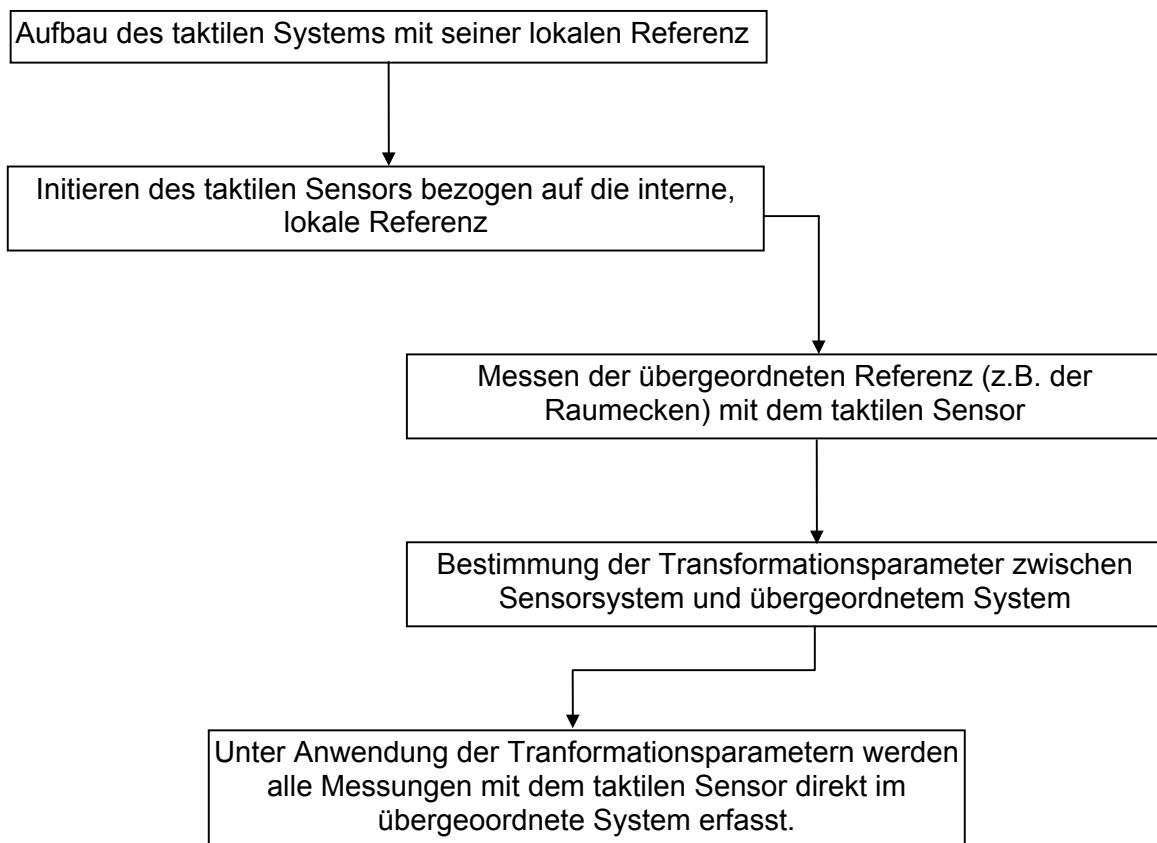 Aufbau des taktilen Systems mit seiner lokalen Referenz
Initieren des taktilen Sensors bezogen auf die interne,
lokale Referenz
Messen der übergeordneten Referenz (z.B. der
Raumecken) mit dem taktilen Sensor
Bestimmung der Transformationsparameter zwischen
Sensorsystem und übergeordnetem System
Unter Anwendung der Tranformationsparametern werden
alle Messungen mit dem taktilen Sensor direkt im
übergeoordnete System erfasst.